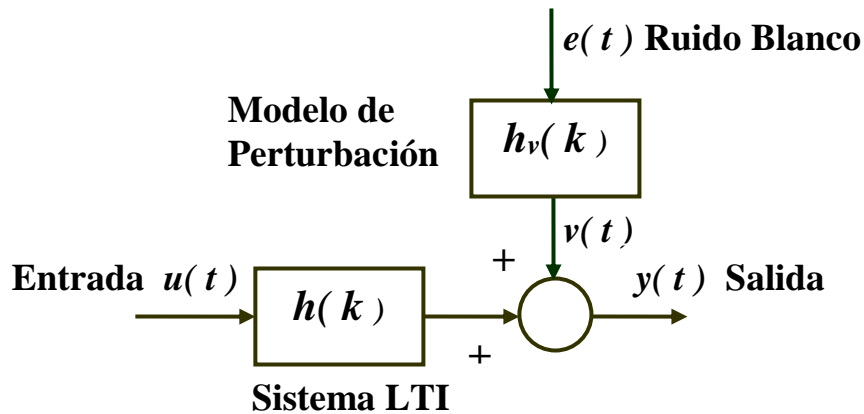 e(t) Ruido Blanco
Modelo de
Perturbación
hv(k)
v(t)
+
Entrada u(t)
h(k)
+
y(t) Salida
Sistema LTI